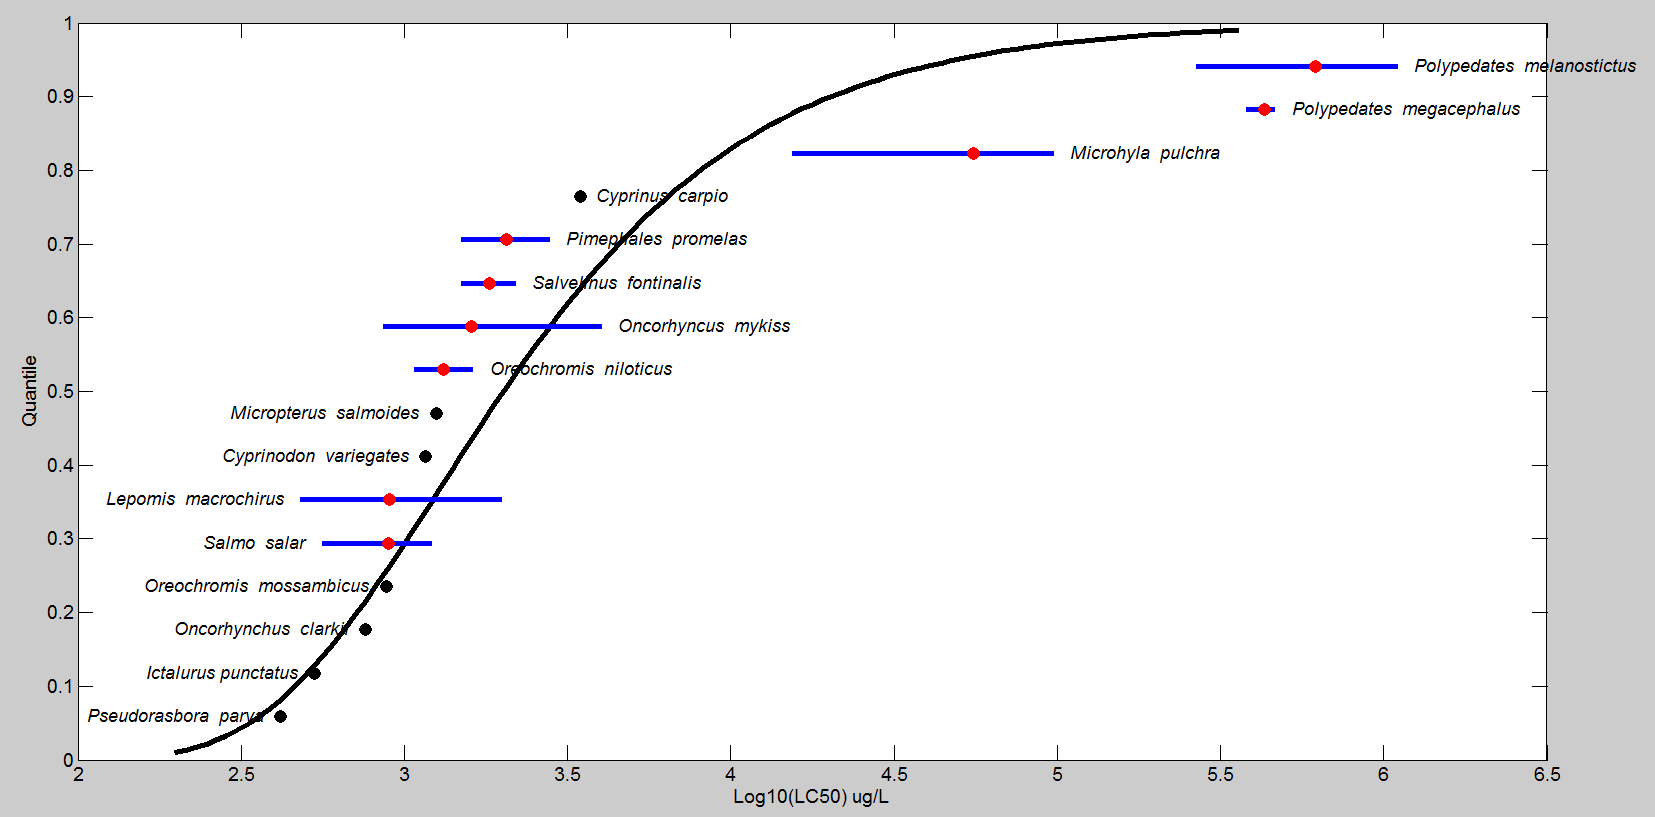 1
Polypedates melanostictus
0.9
Polypedates megacephalus
Microhyla pulchra
0.8
Cyprinus carpio
0.7
Pimephales promelas
Salvelinus fontinalis
0.6
Oncorhyncus mykiss
Oreochromis niloticus
0.5
Quantile
Micropterus salmoides
Cyprinodon variegates
0.4
Lepomis macrochirus
0.3
Salmo salar
Oreochromis mossambicus
0.2
Oncorhynchus clarkii
Ictalurus punctatus
0.1
Pseudorasbora parva
0
2 2.5 3 3.5 4 4.5 5 5.5 6 6.5
Log10(LC50) ug/L